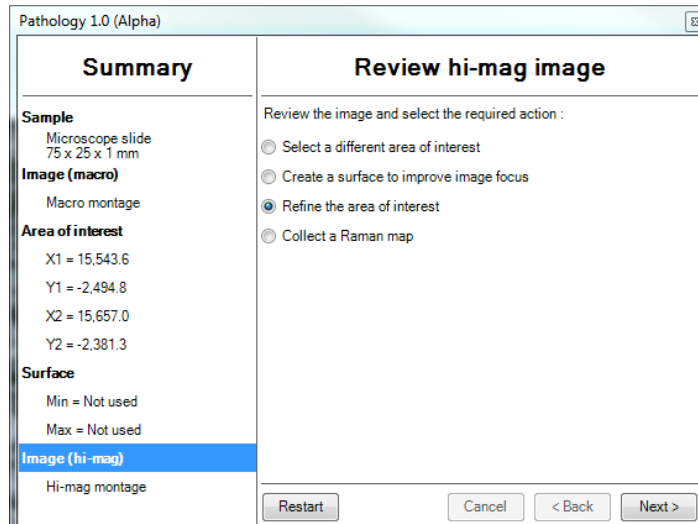 Pathology 1.0 (Alpha)
Summary
Sample
Microscope slide
75 x 25 x 1 mm
Image (macro)
Macro montage
Area of interest
X1 = 15,543.6
Y1 = -2,494.8
X2 = 15,657.0
Y2 = -2,381.3
Surface
Min = Not used
Max = Not used
Image (hi-mag)
Hi-mag montage
Review hi-mag image
Review the image and select the required action :
Select a different area of interest
Create a surface to improve image focus
Refine the area of interest
Collect a Raman map
Restart
Cancel
< Back
Next >